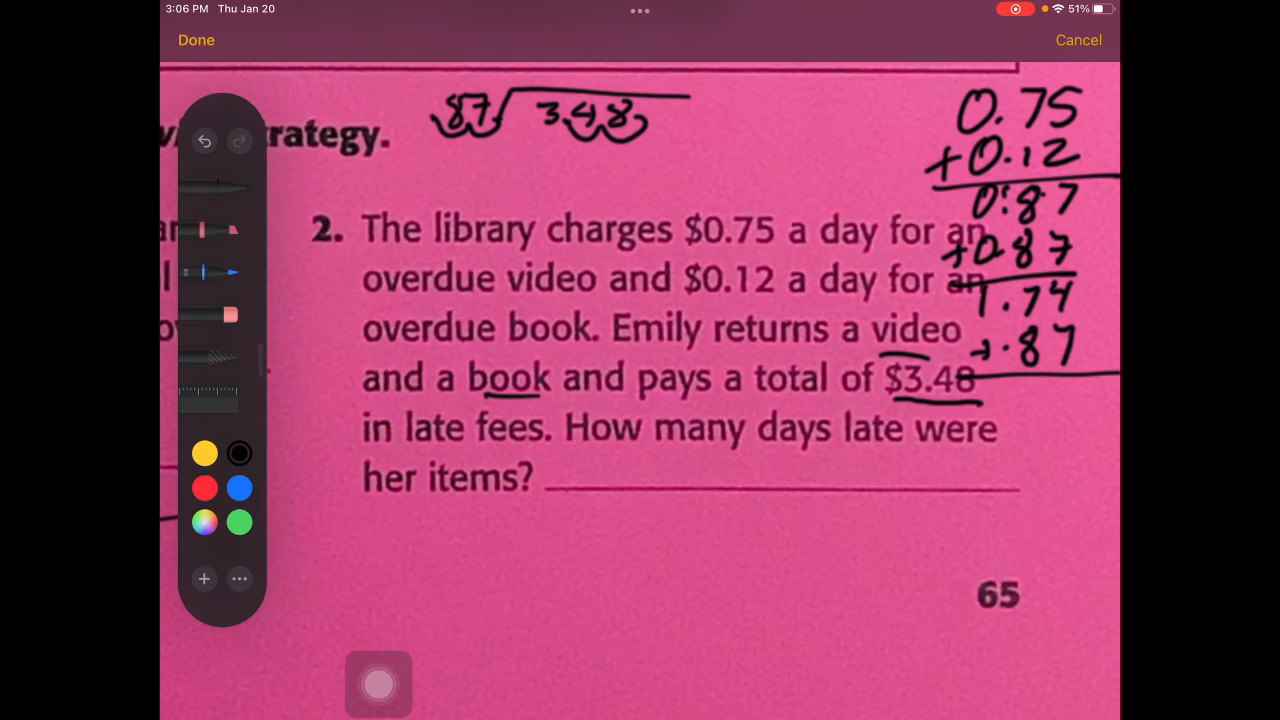 3:06 PM Thu Jan 20
51%
Done
Cancel
trategy.
87 348
0.75
+0.12
0.87
+0.87
1.74
+.87
2. The library charges $0.75 a day for an
overdue video and $0.12 a day for an
overdue book. Emily returns a video
and a book and pays a total of $3.48
in late fees. How many days late were
her items?
65